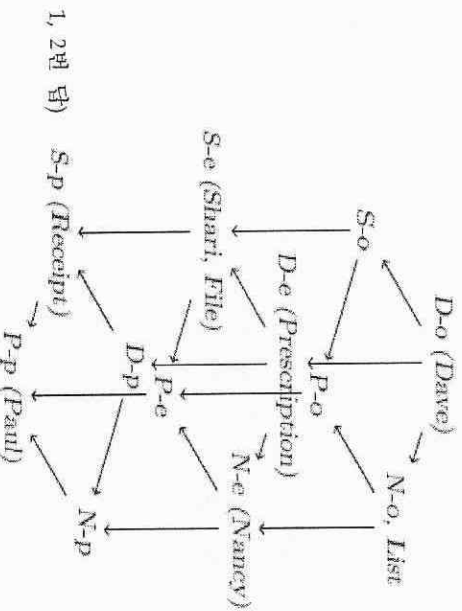 D-o (Dave)
S-o
N-o, List
P-o
D-e (Prescription)
S-e (Shari, File)
N-e (Nancy)
P-e
D-p
N-p
1, 2번 답) S-p (Receipt)
P-p (Paul)